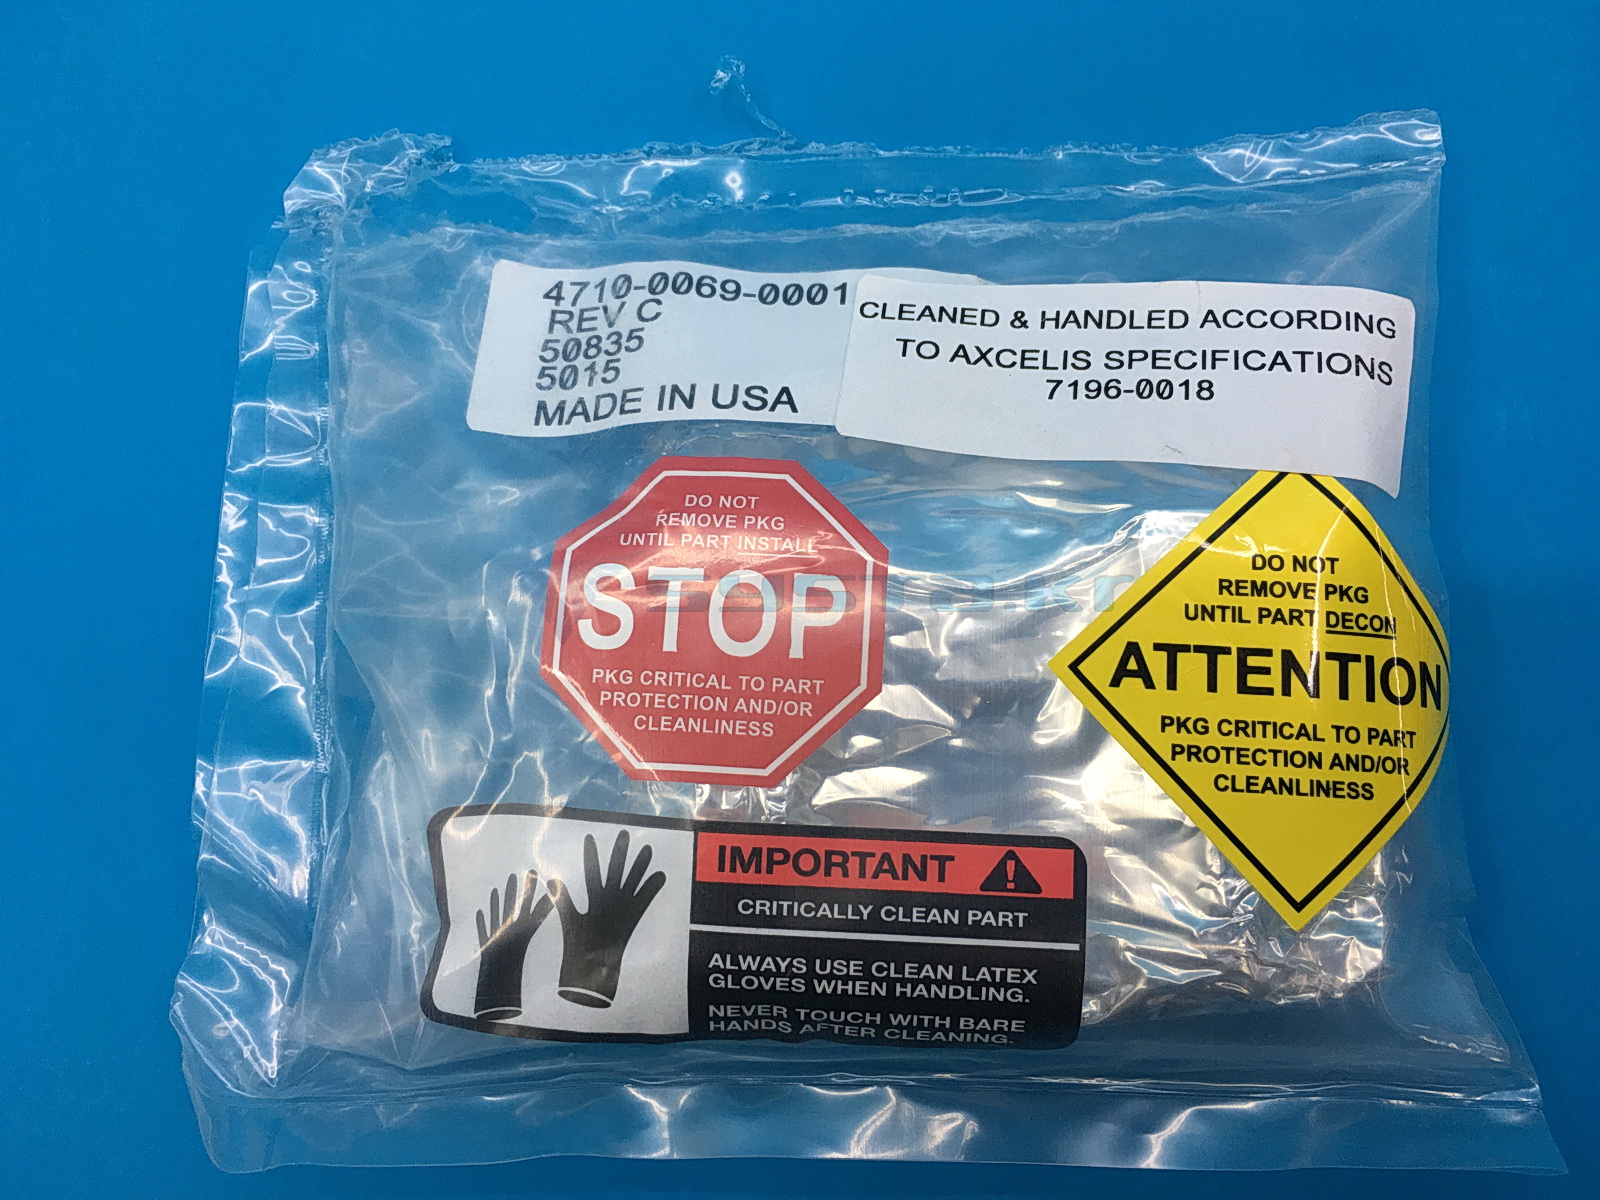 4710-0069-0001
REV C
50835
5015
MADE IN USA
CLEANED & HANDLED ACCORDING
TO AXCELIS SPECIFICATIONS
7196-0018
DO NOT
REMOVE PKG
UNTIL PART INSTALL
STOP
PKG CRITICAL TO PART
PROTECTION AND/OR
CLEANLINESS
DO NOT
REMOVE PKG
UNTIL PART DECON
ATTENTION
PKG CRITICAL TO PART
PROTECTION AND/OR
CLEANLINESS
IMPORTANT
CRITICALLY CLEAN PART
ALWAYS USE CLEAN LATEX
GLOVES WHEN HANDLING.
NEVER TOUCH WITH BARE
HANDS AFTER CLEANING.